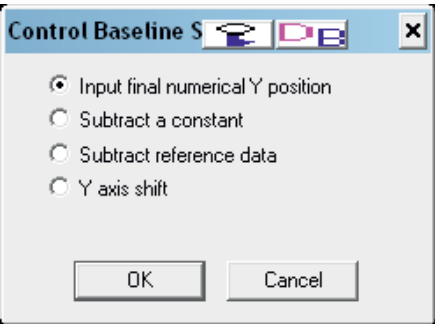 Control Baseline S
Input final numerical Y position
Subtract a constant
Subtract reference data
Y axis shift
OK Cancel